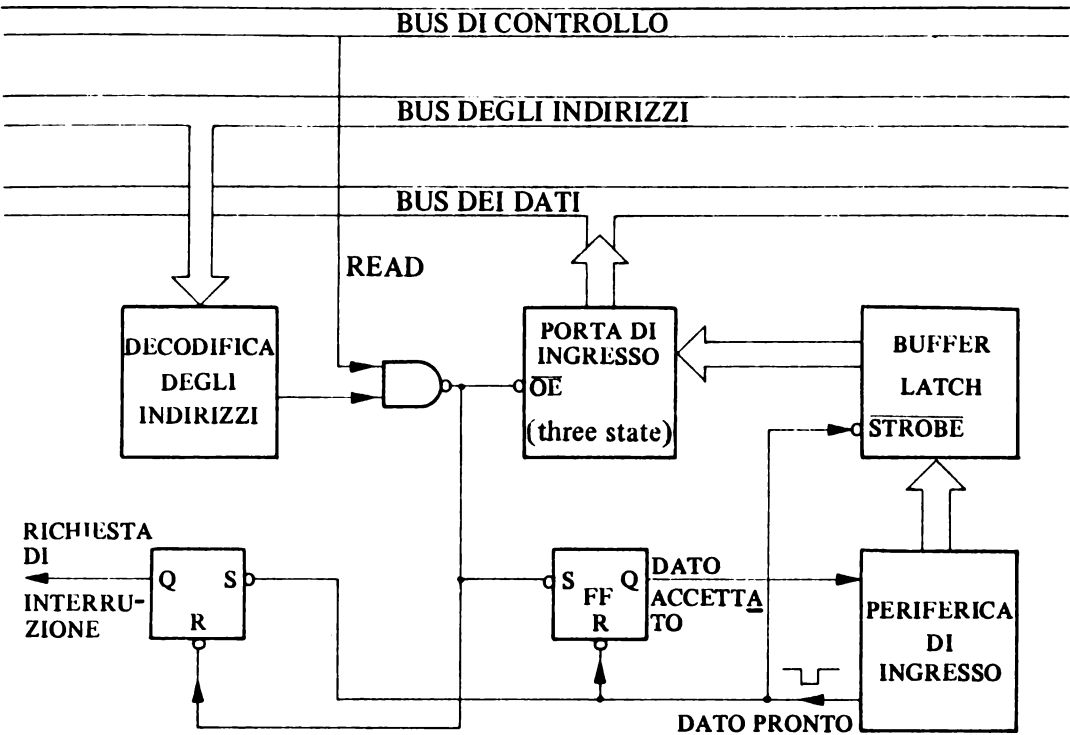 BUS DI CONTROLLO
BUS DEGLI INDIRIZZI
BUS DEI DATI
READ
DECODIFICA
DEGLI
INDIRIZZI
PORTA DI
INGRESSO
OE
(three state)
BUFFER
LATCH
STROBE
RICHIESTA
DI
INTERRU-
ZIONE
Q
S
R
S
Q
FF
R
DATO
ACCETTA
TO
PERIFERICA
DI
INGRESSO
DATO PRONTO